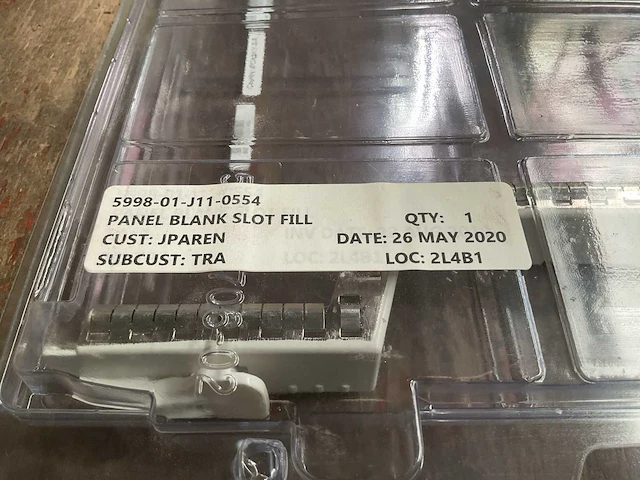 5998-01-J11-0554
PANEL BLANK SLOT FILL QTY: 1
CUST: JPAREN DATE: 26 MAY 2020
SUBCUST: TRA LOC: 2L4B1